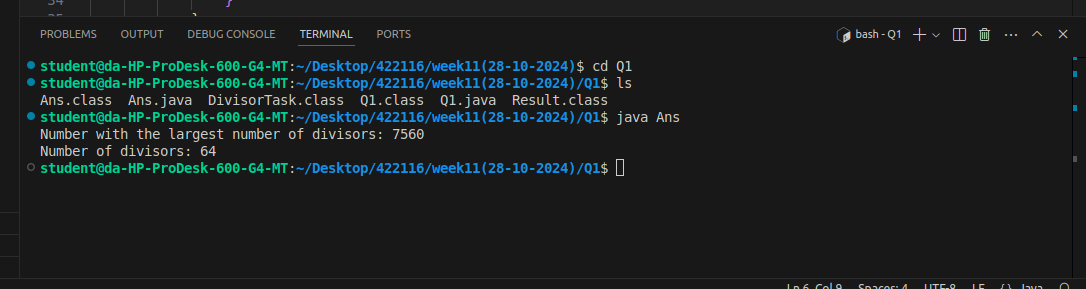 34 }
PROBLEMS OUTPUT DEBUG CONSOLE TERMINAL PORTS bash - Q1
student@da-HP-ProDesk-600-G4-MT:~/Desktop/422116/week11(28-10-2024)$ cd Q1
student@da-HP-ProDesk-600-G4-MT:~/Desktop/422116/week11(28-10-2024)/Q1$ ls
Ans.class Ans.java DivisorTask.class Q1.class Q1.java Result.class
student@da-HP-ProDesk-600-G4-MT:~/Desktop/422116/week11(28-10-2024)/Q1$ java Ans
Number with the largest number of divisors: 7560
Number of divisors: 64
student@da-HP-ProDesk-600-G4-MT:~/Desktop/422116/week11(28-10-2024)/Q1$
Ln 6, Col 9 Spaces: 4 UTF-8 LF {} Java